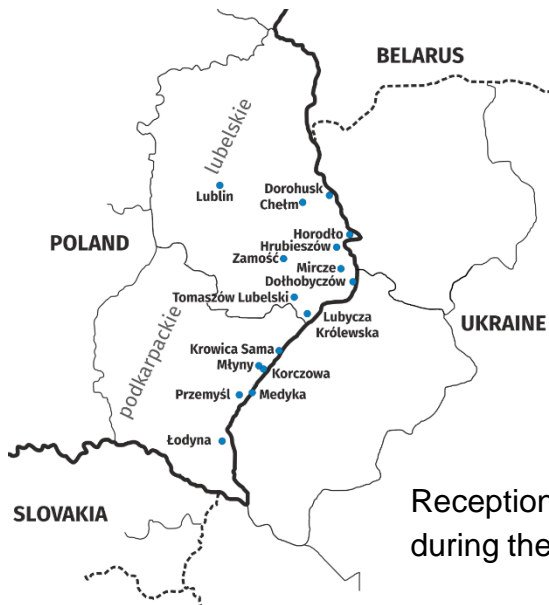 BELARUS
lubelskie
Lublin
Dorohusk
Chełm
POLAND
Horodło
Hrubieszów
Zamość
Mircze
Dołhobyczów
Tomaszów Lubelski
Lubycza
Królewska
UKRAINE
podkarpackie
Krowica Sama
Młyny
Korczowa
Przemyśl
Medyka
Łodyna
SLOVAKIA
Reception
during the